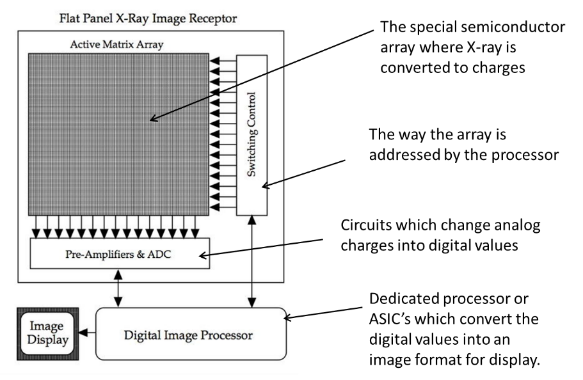 Flat Panel X-Ray Image Receptor
Active Matrix Array
Switching Control
Pre-Amplifiers & ADC
Image
Display
Digital Image Processor
The special semiconductor
array where X-ray is
converted to charges
The way the array is
addressed by the processor
Circuits which change analog
charges into digital values
Dedicated processor or
ASIC's which convert the
digital values into an
image format for display.